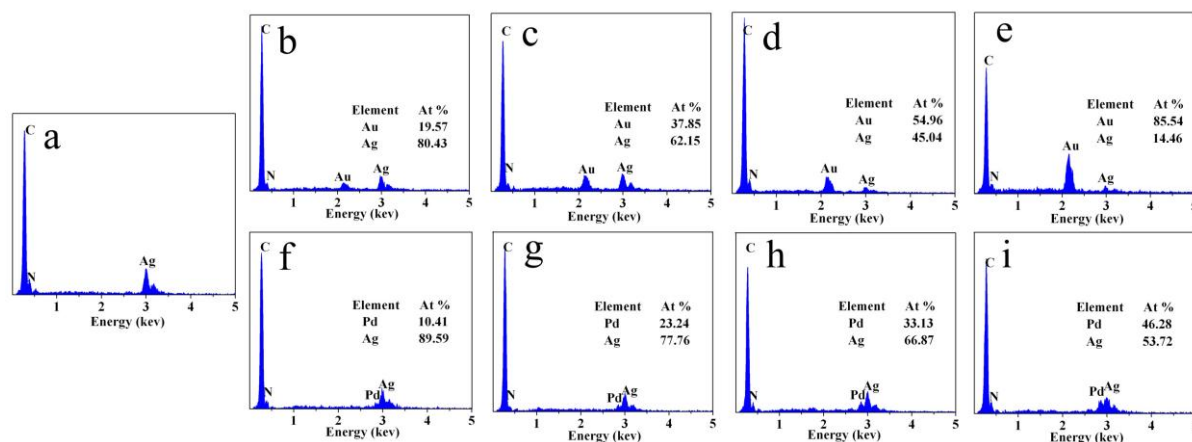 a
C
N
Ag
1 2 3 4 5
Energy (kev)
b
C
N
Au
Ag
Element At %
Au 19.57
Ag 80.43
1 2 3 4 5
Energy (kev)
c
C
N
Au
Ag
Element At %
Au 37.85
Ag 62.15
1 2 3 4 5
Energy (kev)
d
C
N
Au
Ag
Element At %
Au 54.96
Ag 45.04
1 2 3 4 5
Energy (kev)
e
C
N
Au
Ag
Element At %
Au 85.54
Ag 14.46
1 2 3 4 5
Energy (kev)
f
C
N
Pd
Ag
Element At %
Pd 10.41
Ag 89.59
1 2 3 4 5
Energy (kev)
g
C
N
Pd
Ag
Element At %
Pd 23.24
Ag 77.76
1 2 3 4 5
Energy (kev)
h
C
N
Pd
Ag
Element At %
Pd 33.13
Ag 66.87
1 2 3 4 5
Energy (kev)
i
C
N
Pd
Ag
Element At %
Pd 46.28
Ag 53.72
1 2 3 4 5
Energy (kev)